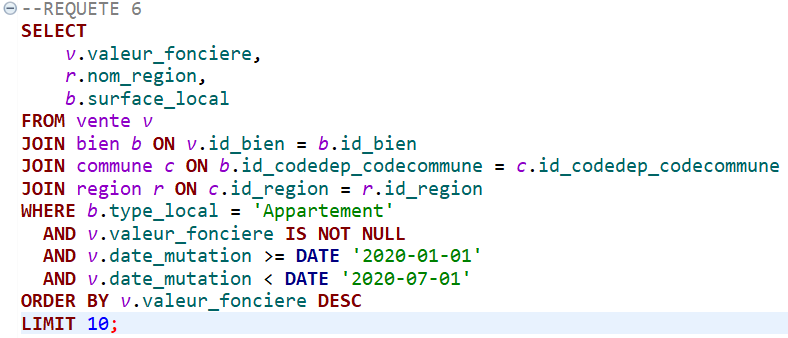 --REQUETE 6
SELECT
    v.valeur_fonciere,
    r.nom_region,
    b.surface_local
FROM vente v
JOIN bien b ON v.id_bien = b.id_bien
JOIN commune c ON b.id_codedep_codecommune = c.id_codedep_codecommune
JOIN region r ON c.id_region = r.id_region
WHERE b.type_local = 'Appartement'
  AND v.valeur_fonciere IS NOT NULL
  AND v.date_mutation >= DATE '2020-01-01'
  AND v.date_mutation < DATE '2020-07-01'
ORDER BY v.valeur_fonciere DESC
LIMIT 10;